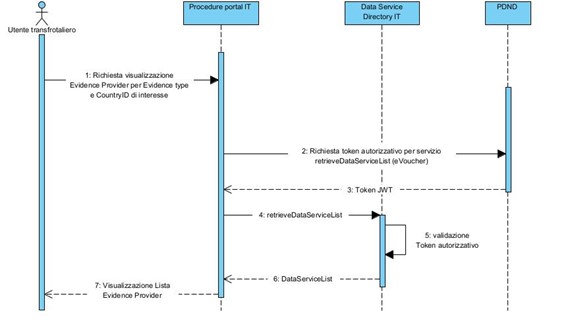 Procedure portal IT
Data Service
Directory IT
PDND
Utente transfrotaliero
1: Richiesta visualizzazione
Evidence Provider per Evidence type
e CountryID di interesse
2: Richiesta token autorizzativo per servizio
retrieveDataServiceList (eVoucher)
3: Token JWT
4: retrieveDataServiceList
5: validazione
Token autorizzativo
6: DataServiceList
7: Visualizzazione Lista
Evidence Provider